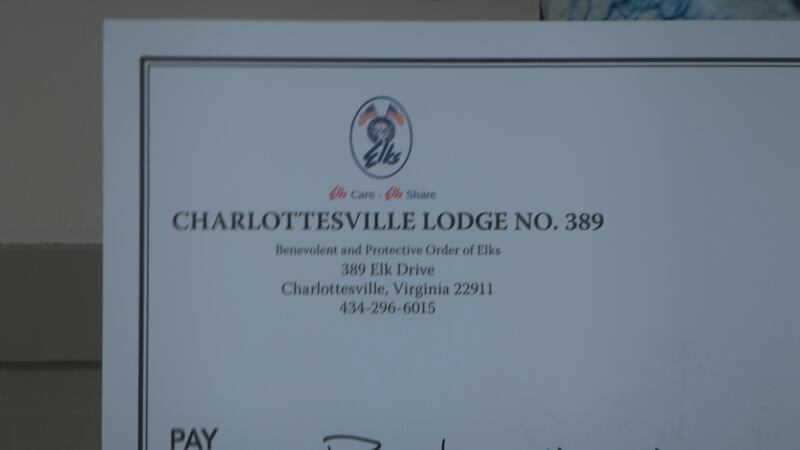 Elks
Elks Care - Elks Share
CHARLOTTESVILLE LODGE NO. 389
Benevolent and Protective Order of Elks
389 Elk Drive
Charlottesville, Virginia 22911
434-296-6015
PAY